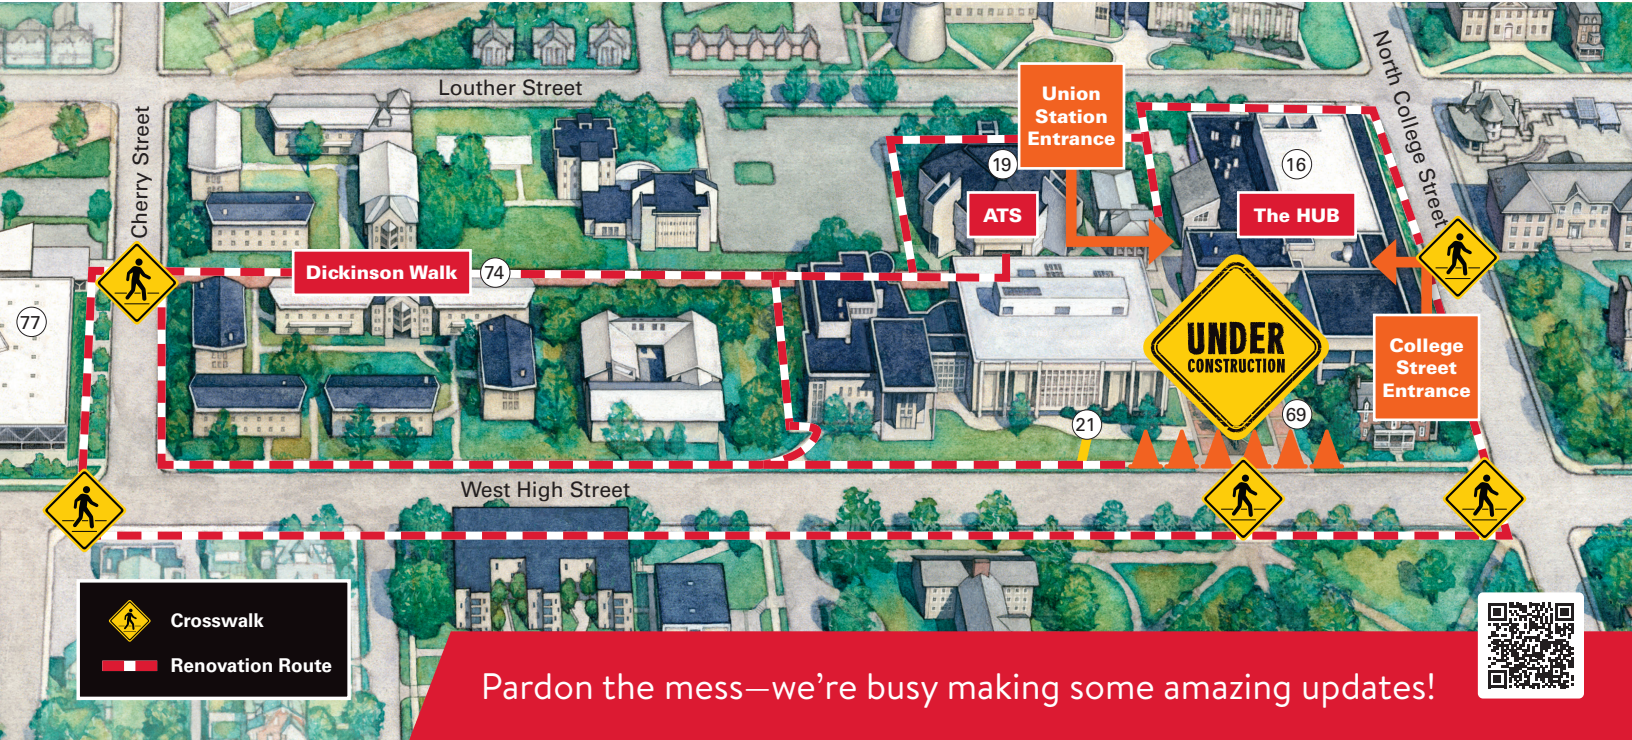 Louther Street
North College Street
Cherry Street
Union
Station
Entrance
19
ATS
16
The HUB
Dickinson Walk
74
77
UNDER
CONSTRUCTION
College
Street
Entrance
69
21
West High Street
Crosswalk
Renovation Route
Pardon the mess—we’re busy making some amazing updates!